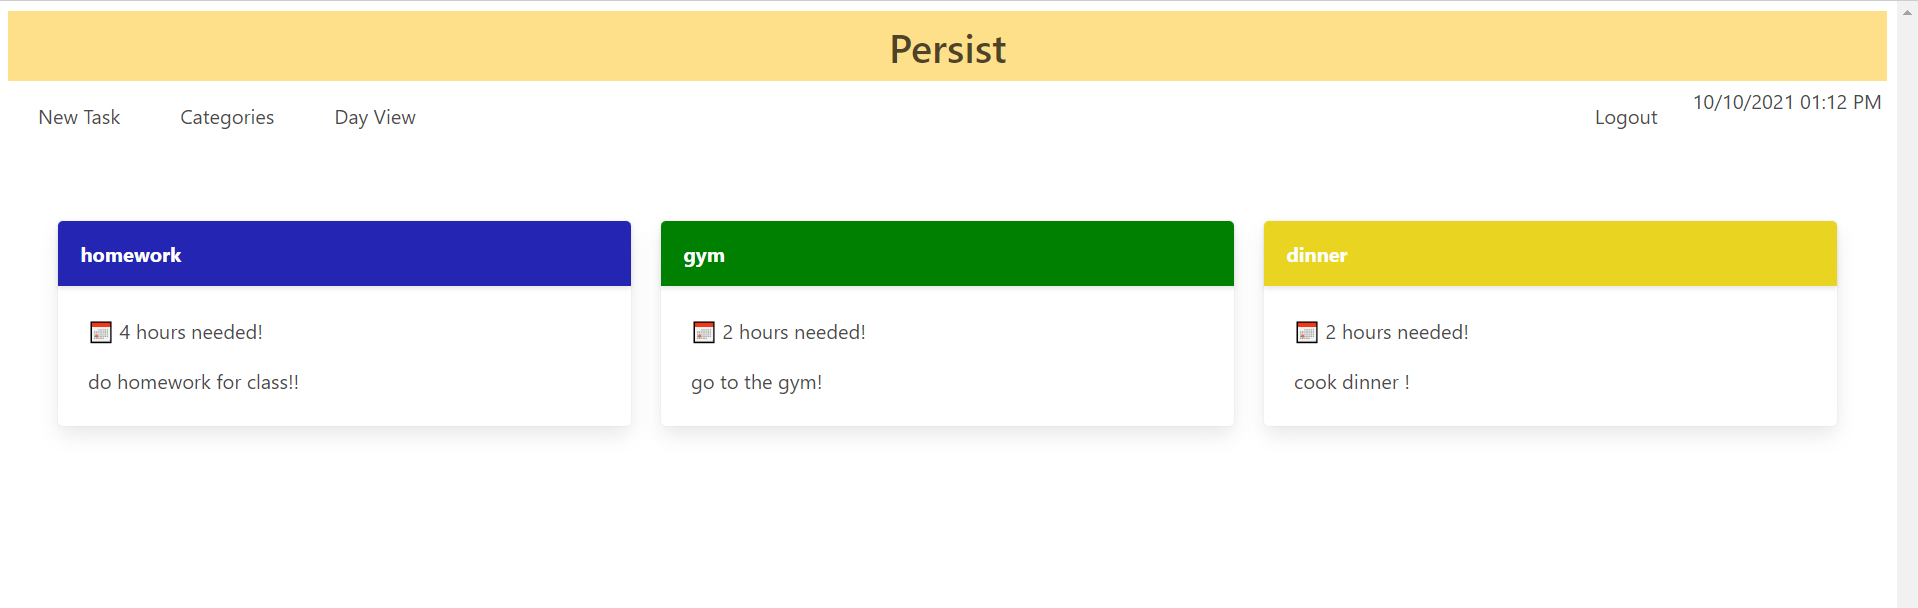 Persist
New Task Categories Day View Logout 10/10/2021 01:12 PM
homework
4 hours needed!
do homework for class!!
gym
2 hours needed!
go to the gym!
dinner
2 hours needed!
cook dinner !